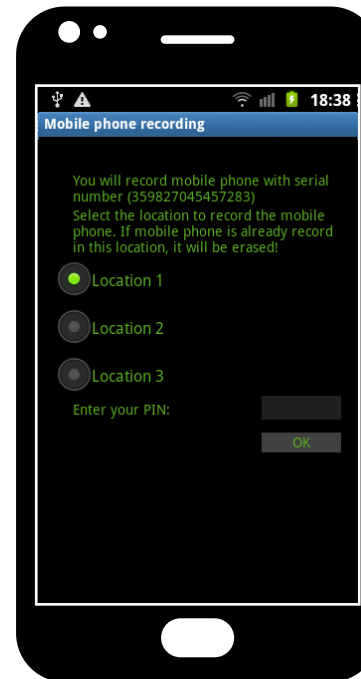 18:38
Mobile phone recording
You will record mobile phone with serial
number (359827045457283)
Select the location to record the mobile
phone. If mobile phone is already record
in this location, it will be erased!
Location 1
Location 2
Location 3
Enter your PIN:
OK